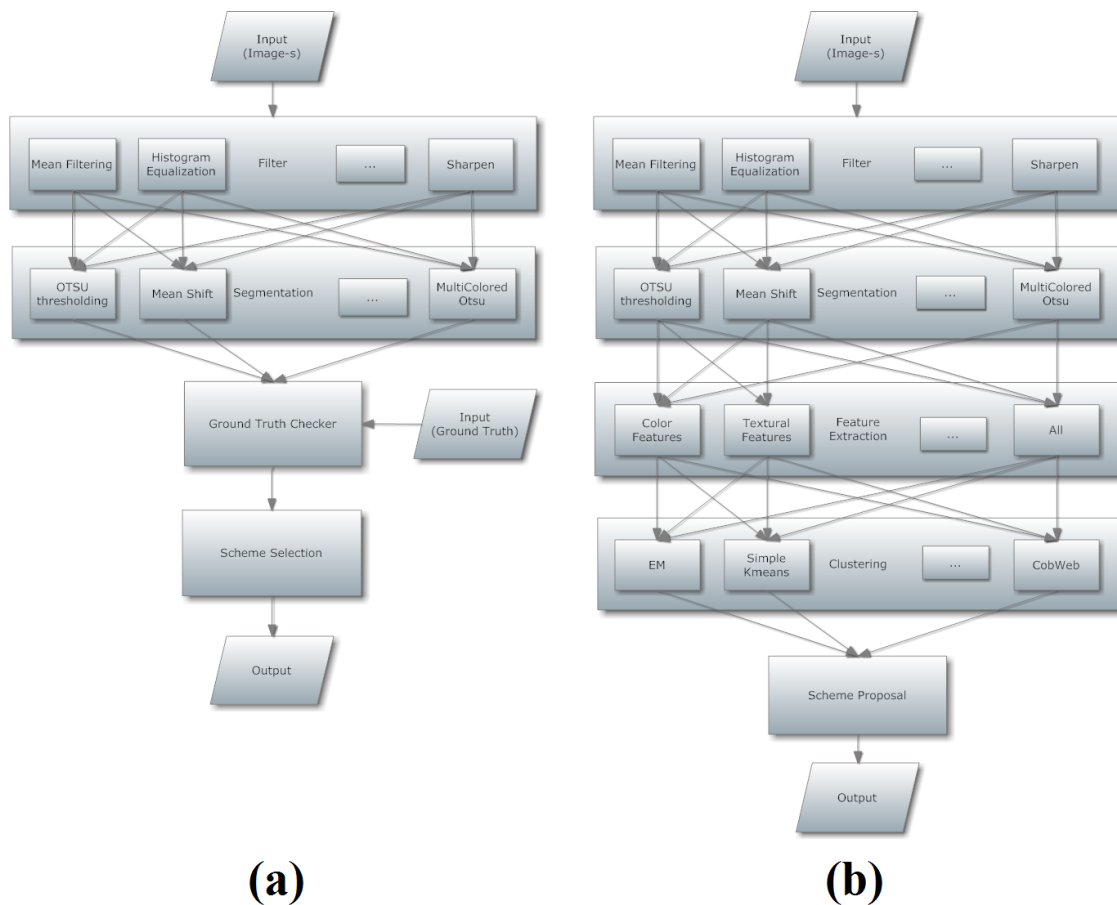 Input
(Image-s)
Mean Filtering
Histogram
Equalization
Filter
...
Sharpen
OTSU
thresholding
Mean Shift
Segmentation
...
MultiColored
Otsu
Ground Truth Checker
Input
(Ground Truth)
Scheme Selection
Output
(a)
Input
(Image-s)
Mean Filtering
Histogram
Equalization
Filter
...
Sharpen
OTSU
thresholding
Mean Shift
Segmentation
...
MultiColored
Otsu
Color
Features
Textural
Features
Feature
Extraction
...
All
EM
Simple
Kmeans
Clustering
...
CobWeb
Scheme Proposal
Output
(b)